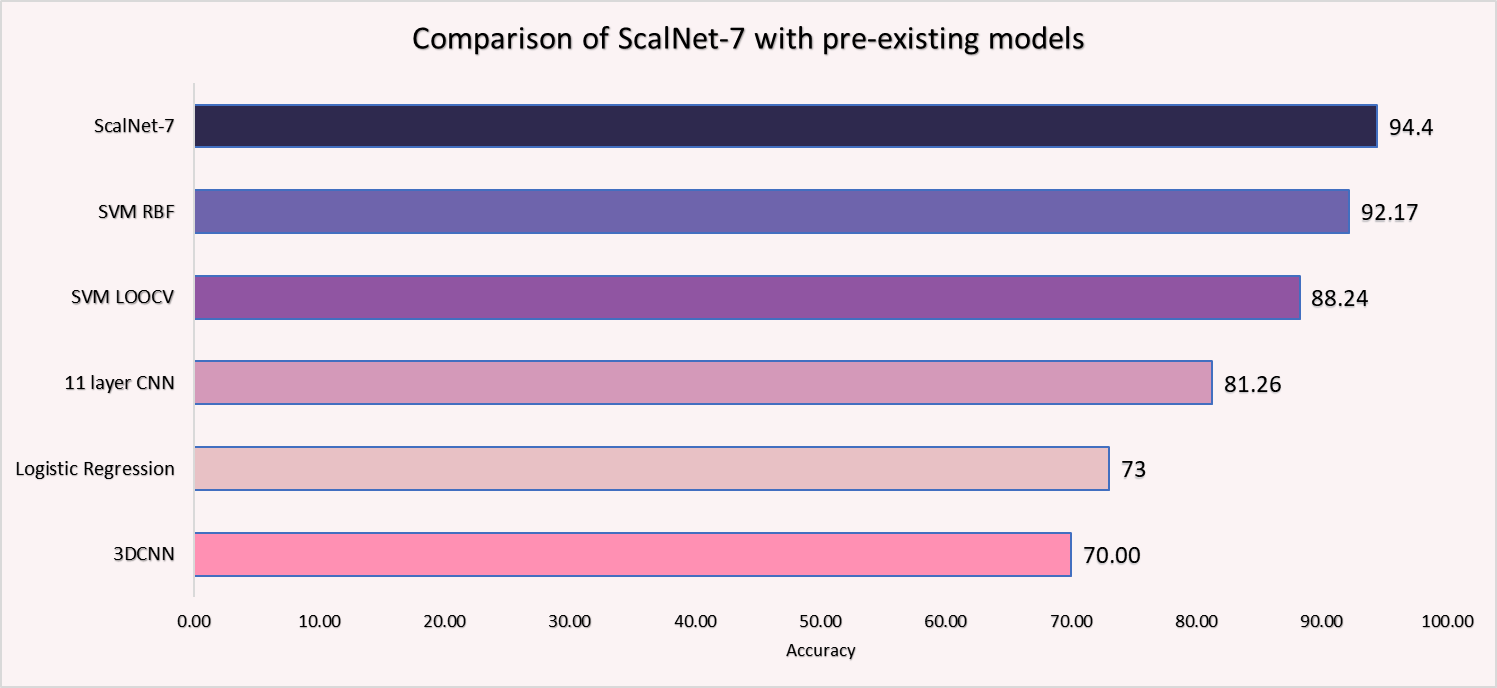 Comparison of ScalNet-7 with pre-existing models
ScalNet-7 94.4
SVM RBF 92.17
SVM LOOCV 88.24
11 layer CNN 81.26
Logistic Regression 73
3DCNN 70.00
0.00 10.00 20.00 30.00 40.00 50.00 60.00 70.00 80.00 90.00 100.00
Accuracy